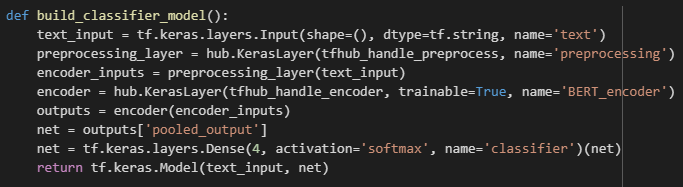 def build_classifier_model():
    text_input = tf.keras.layers.Input(shape=(), dtype=tf.string, name='text')
    preprocessing_layer = hub.KerasLayer(tfhub_handle_preprocess, name='preprocessing')
    encoder_inputs = preprocessing_layer(text_input)
    encoder = hub.KerasLayer(tfhub_handle_encoder, trainable=True, name='BERT_encoder')
    outputs = encoder(encoder_inputs)
    net = outputs['pooled_output']
    net = tf.keras.layers.Dense(4, activation='softmax', name='classifier')(net)
    return tf.keras.Model(text_input, net)